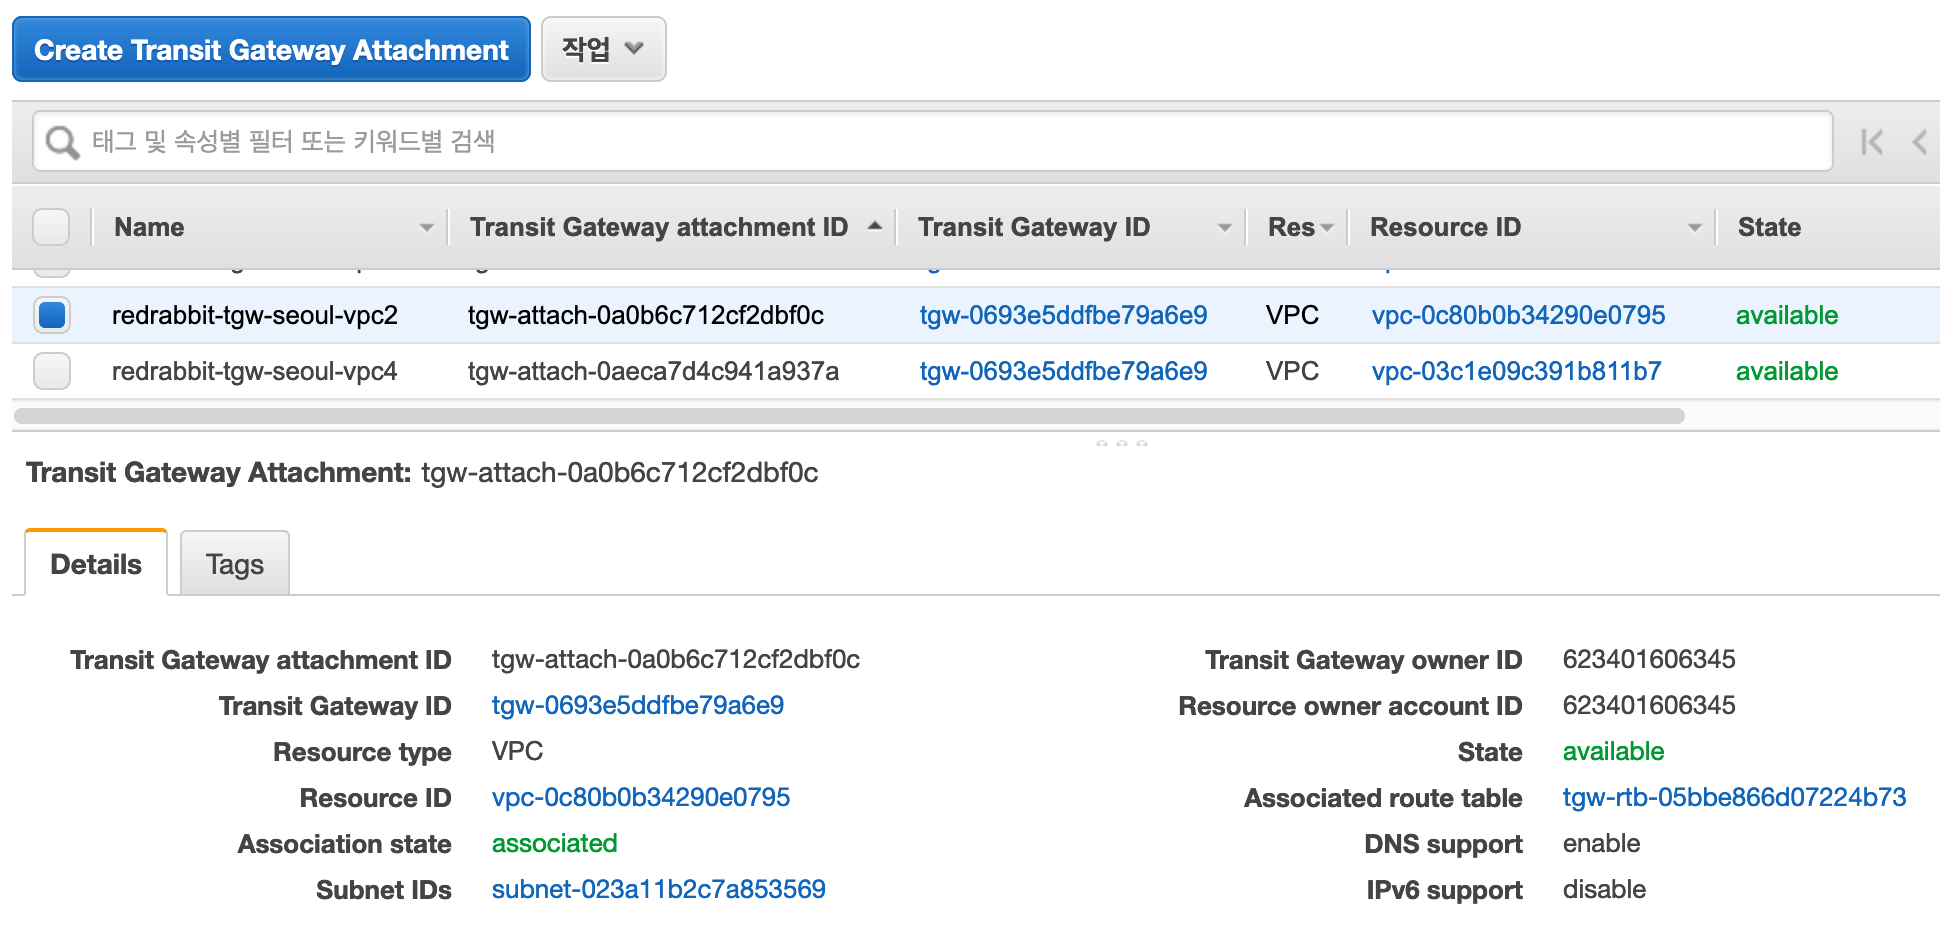 Create Transit Gateway Attachment 작업
태그 및 속성별 필터 또는 키워드별 검색
Name Transit Gateway attachment ID Transit Gateway ID Res Resource ID State
redrabbit-tgw-seoul-vpc2 tgw-attach-0a0b6c712cf2dbf0c tgw-0693e5ddfbe79a6e9 VPC vpc-0c80b0b34290e0795 available
redrabbit-tgw-seoul-vpc4 tgw-attach-0aeca7d4c941a937a tgw-0693e5ddfbe79a6e9 VPC vpc-03c1e09c391b811b7 available
Transit Gateway Attachment: tgw-attach-0a0b6c712cf2dbf0c
Details Tags
Transit Gateway attachment ID tgw-attach-0a0b6c712cf2dbf0c Transit Gateway owner ID 623401606345
Transit Gateway ID tgw-0693e5ddfbe79a6e9 Resource owner account ID 623401606345
Resource type VPC State available
Resource ID vpc-0c80b0b34290e0795 Associated route table tgw-rtb-05bbe866d07224b73
Association state associated DNS support enable
Subnet IDs subnet-023a11b2c7a853569 IPv6 support disable